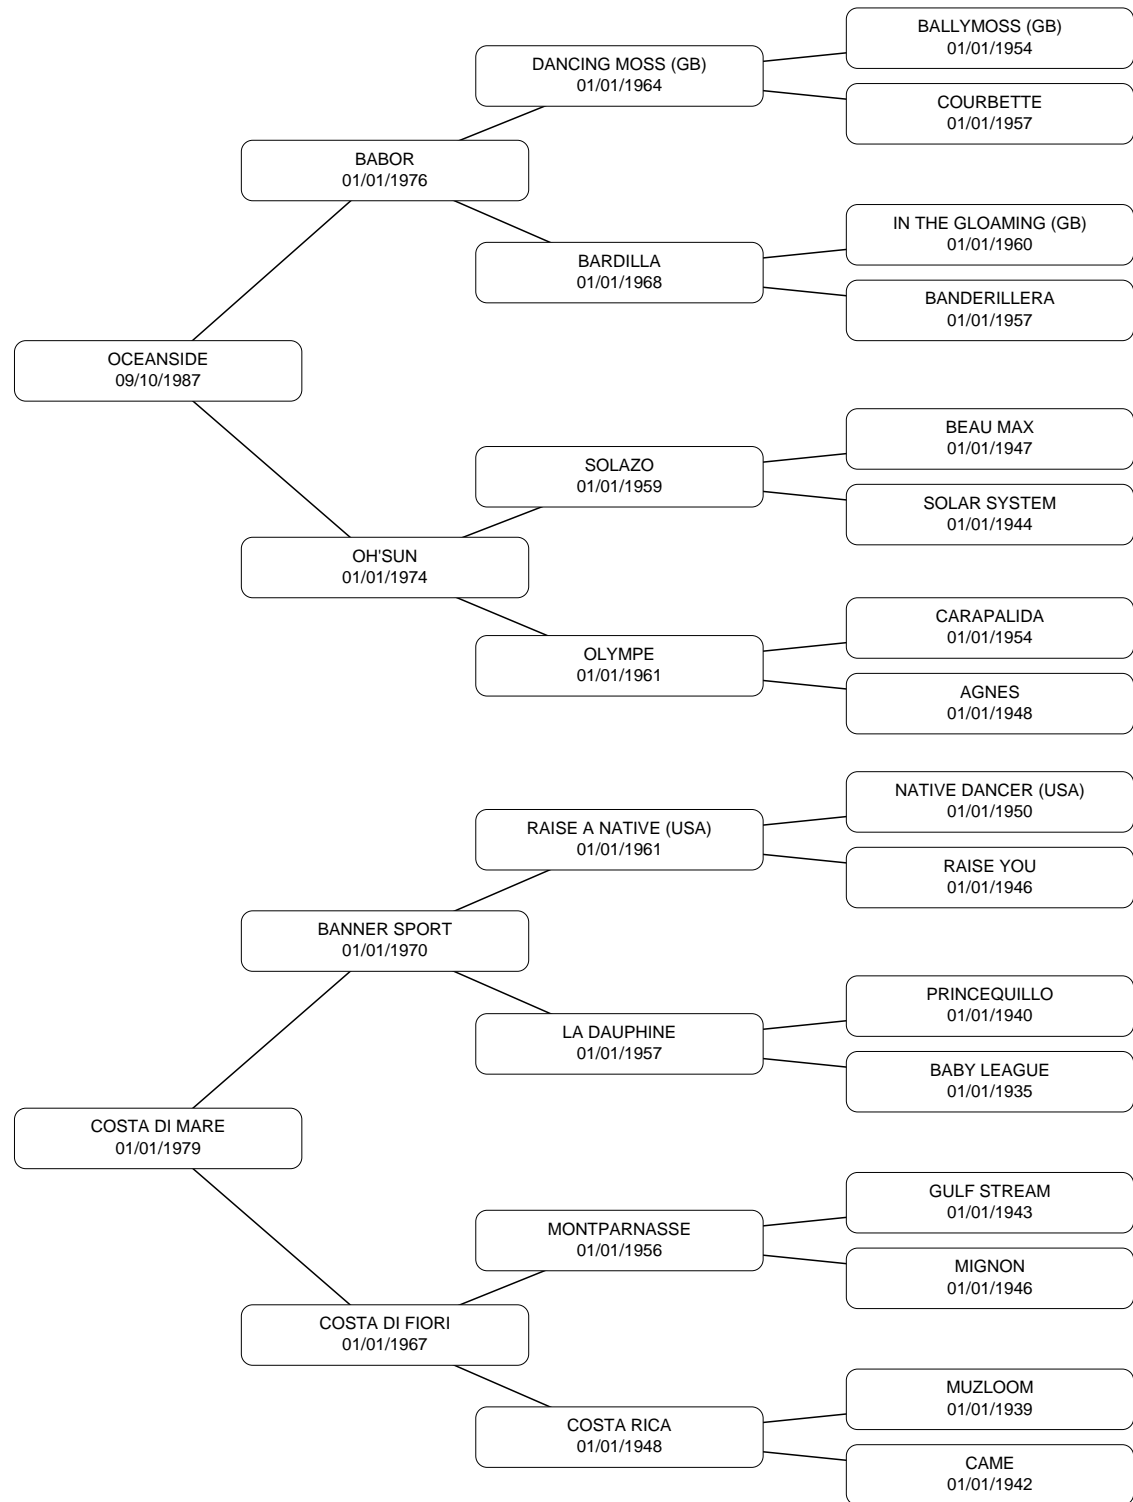 BALLYMOSS (GB)
01/01/1954
DANCING MOSS (GB)
01/01/1964
COURBETTE
01/01/1957
BABOR
01/01/1976
IN THE GLOAMING (GB)
01/01/1960
BARDILLA
01/01/1968
BANDERILLERA
01/01/1957
OCEANSIDE
09/10/1987
BEAU MAX
01/01/1947
SOLAZO
01/01/1959
SOLAR SYSTEM
01/01/1944
OH'SUN
01/01/1974
CARAPALIDA
01/01/1954
OLYMPE
01/01/1961
AGNES
01/01/1948
NATIVE DANCER (USA)
01/01/1950
RAISE A NATIVE (USA)
01/01/1961
RAISE YOU
01/01/1946
BANNER SPORT
01/01/1970
PRINCEQUILLO
01/01/1940
LA DAUPHINE
01/01/1957
BABY LEAGUE
01/01/1935
COSTA DI MARE
01/01/1979
GULF STREAM
01/01/1943
MONTPARNASSE
01/01/1956
MIGNON
01/01/1946
COSTA DI FIORI
01/01/1967
MUZLOOM
01/01/1939
COSTA RICA
01/01/1948
CAME
01/01/1942